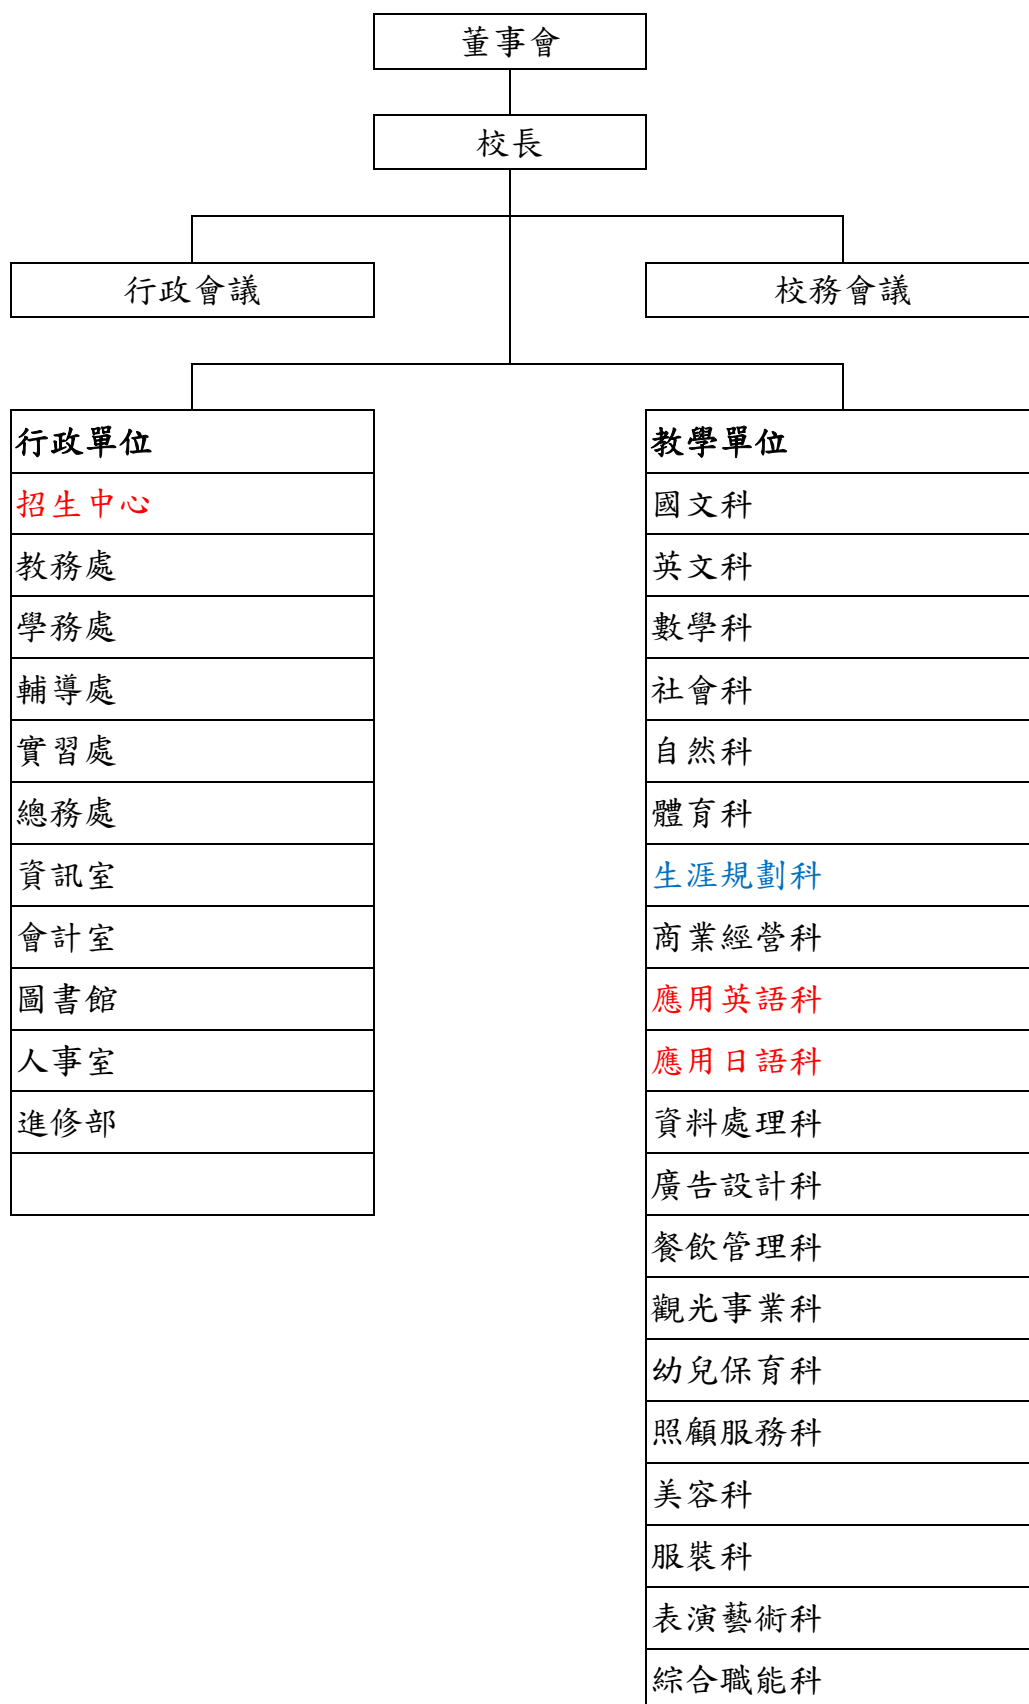 董事會
校長
行政會議
校務會議
行政單位
招生中心
教務處
學務處
輔導處
實習處
總務處
資訊室
會計室
圖書館
人事室
進修部
教學單位
國文科
英文科
數學科
社會科
自然科
體育科
生涯規劃科
商業經營科
應用英語科
應用日語科
資料處理科
廣告設計科
餐飲管理科
觀光事業科
幼兒保育科
照顧服務科
美容科
服裝科
表演藝術科
綜合職能科